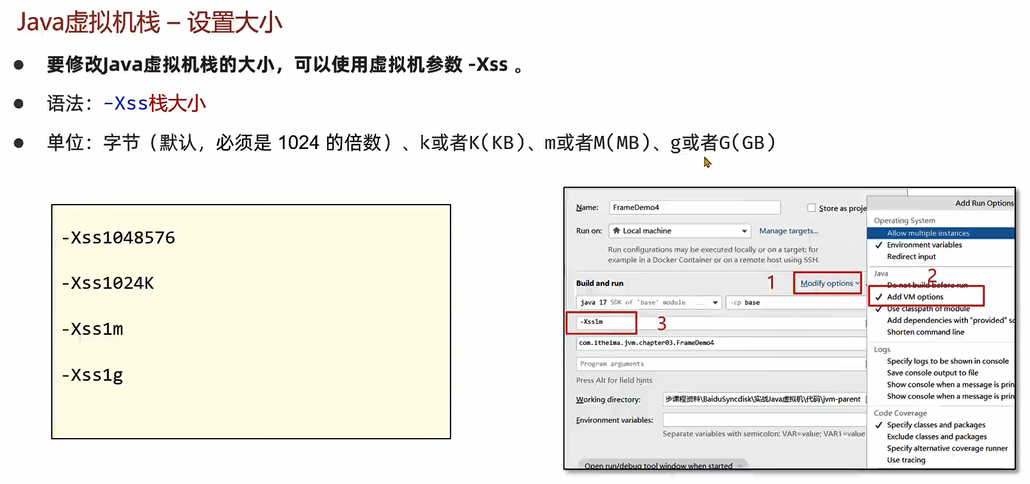 Java虚拟机栈 – 设置大小
要修改Java虚拟机栈的大小，可以使用虚拟机参数 -Xss 。
语法：-Xss栈大小
单位：字节（默认，必须是 1024 的倍数）、k或者K(KB)、m或者M(MB)、g或者G(GB)
-Xss1048576
-Xss1024K
-Xss1m
-Xss1g
Name: FrameDemo4
Store as proje
Run on: Local machine
Manage targets...
Run configurations may be executed locally or on a target: for
example in a Docker Container or on a remote host using SSH.
Build and run
1
Modify options
java 17 SDK of 'base' module
-cp base
-Xss1m
3
com.itheima.jvm.chapter03.FrameDemo4
Program arguments
Press Alt for field hints
Working directory: 步课程资料\BaiduSyncdisk\实战Java虚拟机\代码\jvm-parent
Environment variables:
Separate variables with semicolon: VAR=value; VAR1=value
Open run/debug tool window when started
Add Run Options
Operating System
Allow multiple instances
Environment variables
Redirect input
Java
2
Do not build before run
Add VM options
Use classpath of module
Add dependencies with "provided" sc
Shorten command line
Logs
Specify logs to be shown in console
Save console output to file
Show console when a message is prin
Show console when a message is prin
Code Coverage
Specify classes and packages
Exclude classes and packages
Specify alternative coverage runner
Use tracing